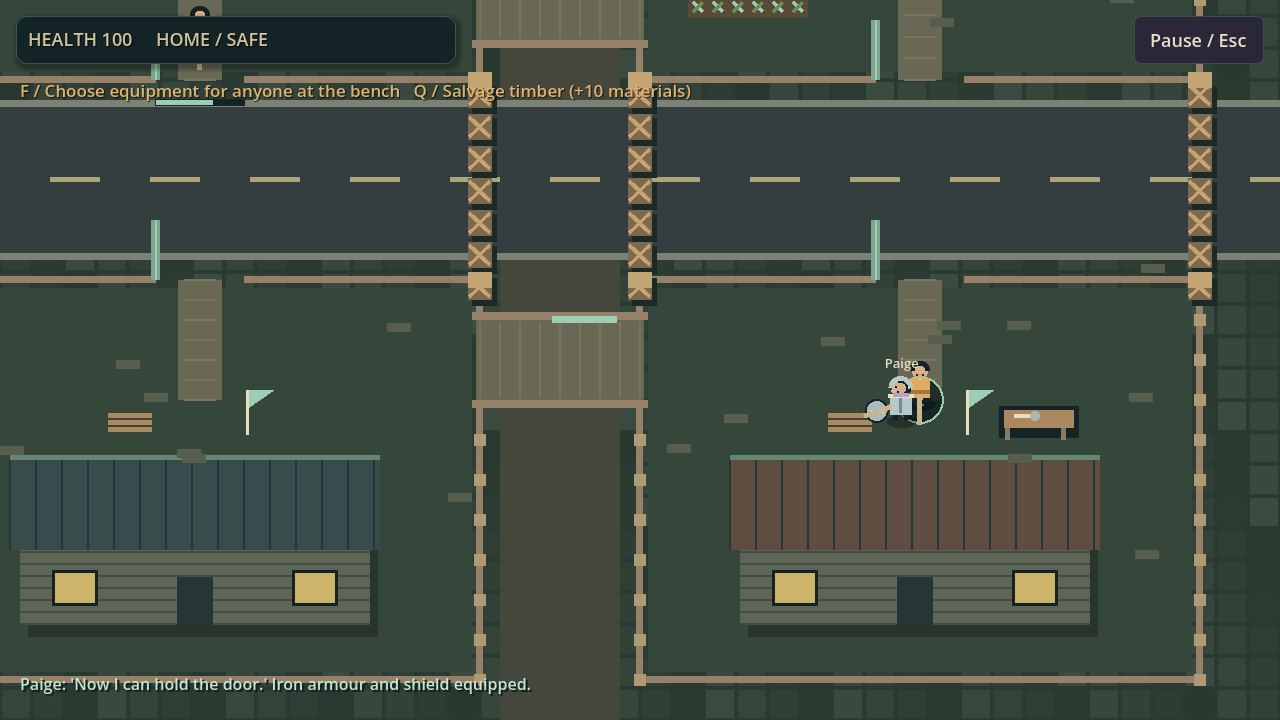 HEALTH 100 HOME / SAFE
Pause / Esc
F / Choose equipment for anyone at the bench Q / Salvage timber (+10 materials)
Paige
Paige: 'Now I can hold the door.' Iron armour and shield equipped.